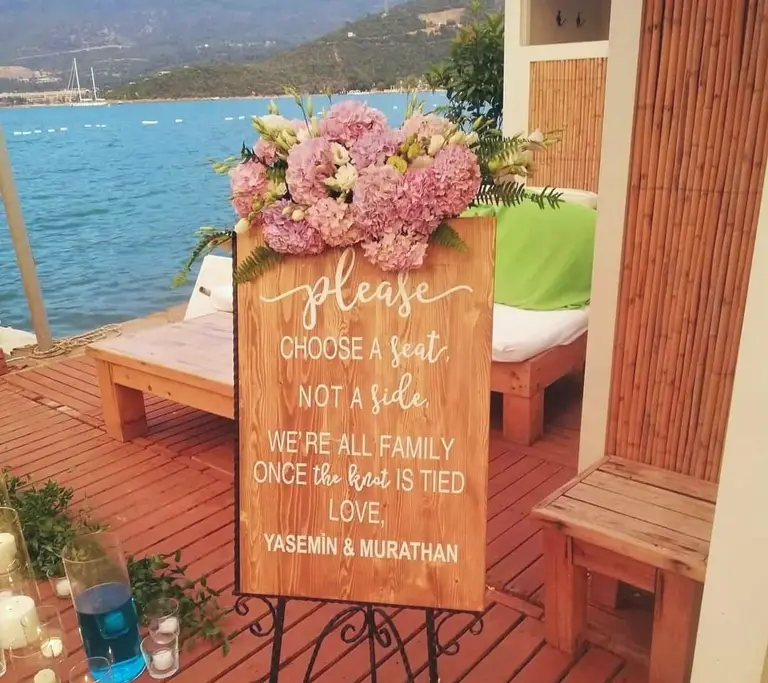 please
CHOOSE A seat,
NOT A side,
WE'RE ALL FAMILY
ONCE the knot IS TIED
LOVE,
YASEMİN & MURATHAN